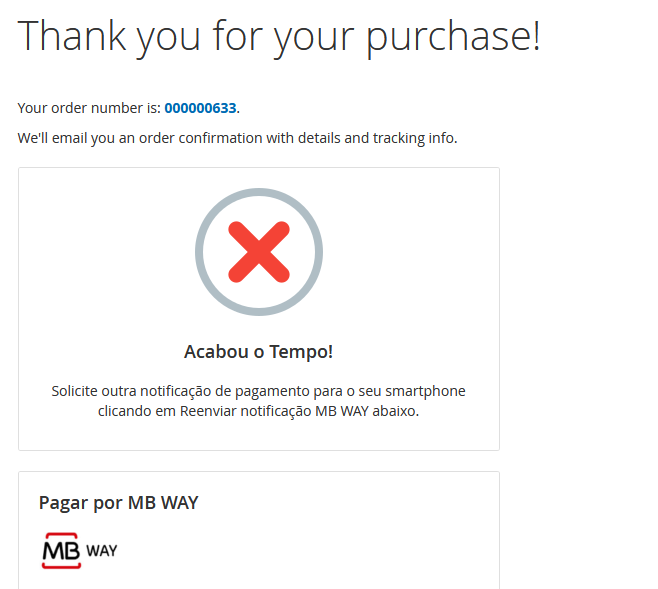 Thank you for your purchase!
Your order number is: 000000633.
We'll email you an order confirmation with details and tracking info.
Acabou o Tempo!
Solicite outra notificação de pagamento para o seu smartphone
clicando em Reenviar notificação MB WAY abaixo.
Pagar por MB WAY
MB WAY